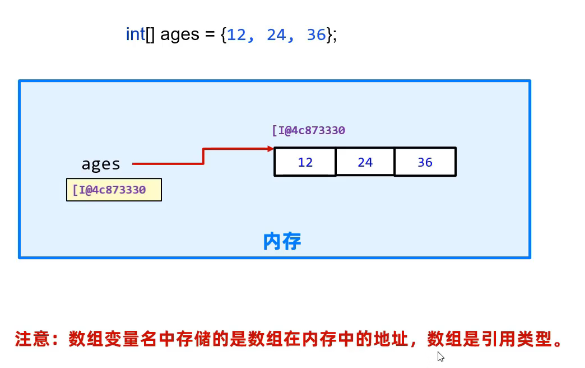 int[] ages = {12, 24, 36};
[I@4c873330
ages
12 24 36
[I@4c873330
内存
注意：数组变量名中存储的是数组在内存中的地址，数组是引用类型。